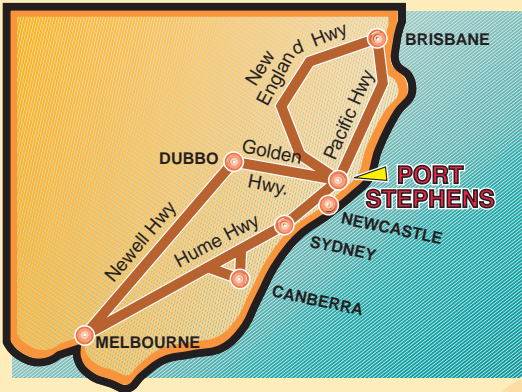 BRISBANE
New
England Hwy
Pacific Hwy
DUBBO
Golden
Hwy.
PORT
STEPHENS
NEWCASTLE
SYDNEY
Newell Hwy
Hume Hwy
CANBERRA
MELBOURNE